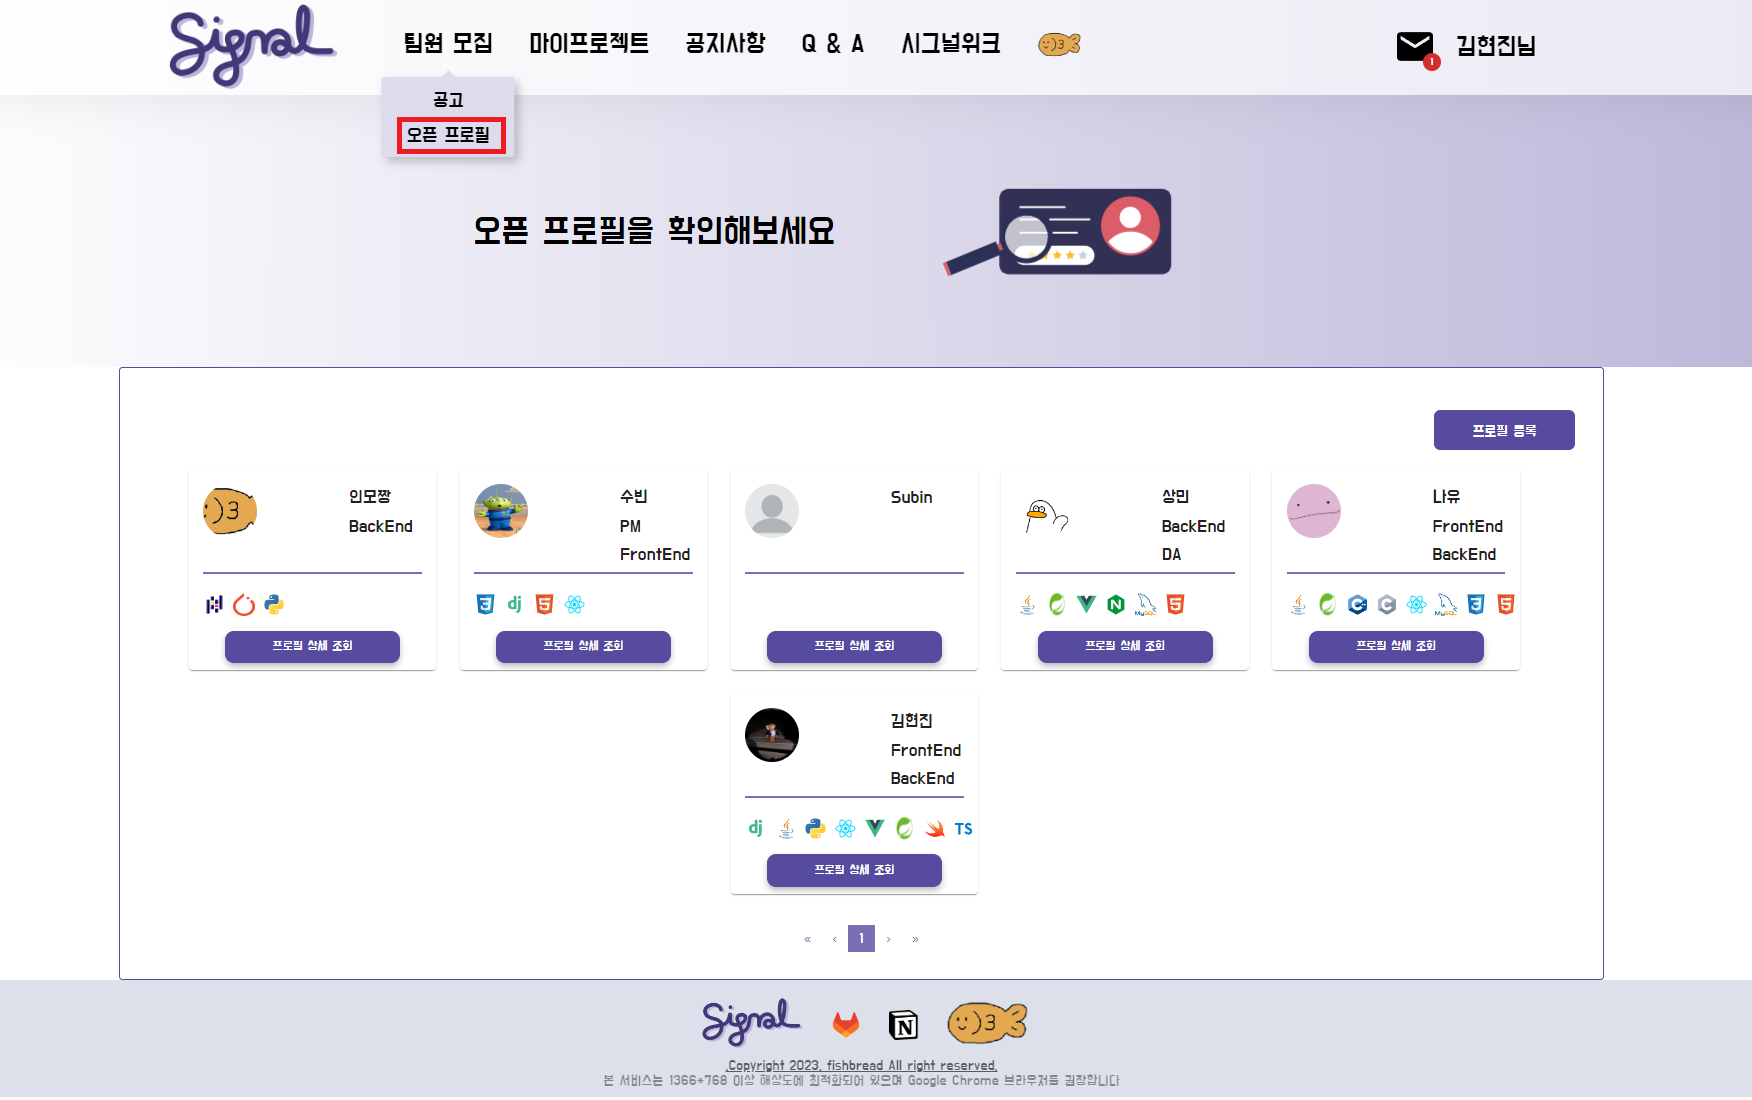 Signal
팀원 모집
마이프로젝트
공지사항
Q & A
시그널위크
1
김현진님
공고
오픈 프로필
오픈 프로필을 확인해보세요
프로필 등록
인모짱
BackEnd
프로필 상세 조회
수빈
PM
FrontEnd
dj
프로필 상세 조회
Subin
프로필 상세 조회
상민
BackEnd
DA
MySQL
프로필 상세 조회
나유
FrontEnd
BackEnd
MySQL
프로필 상세 조회
김현진
FrontEnd
BackEnd
dj
TS
프로필 상세 조회
« ‹ 1 › »
Signal
.Copyright 2023. fishbread All right reserved.
본 서비스는 1366*768 이상 해상도에 최적화되어 있으며 Google Chrome 브라우저를 권장합니다